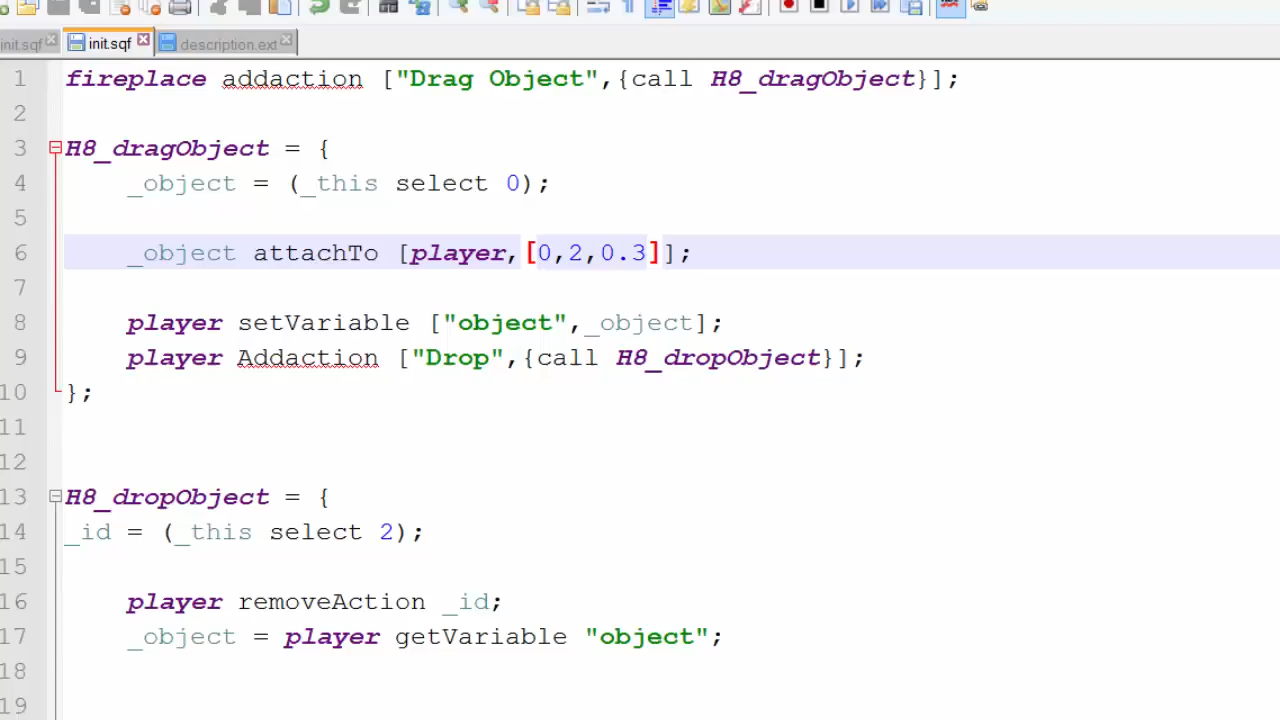 init.sqf init.sqf description.ext
1 fireplace addaction ["Drag Object",{call H8_dragObject}];
2
3 H8_dragObject = {
4 _object = (_this select 0);
5
6 _object attachTo [player,[0,2,0.3]];
7
8 player setVariable ["object",_object];
9 player Addaction ["Drop",{call H8_dropObject}];
10 };
11
12
13 H8_dropObject = {
14 _id = (_this select 2);
15
16 player removeAction _id;
17 _object = player getVariable "object";
18
19